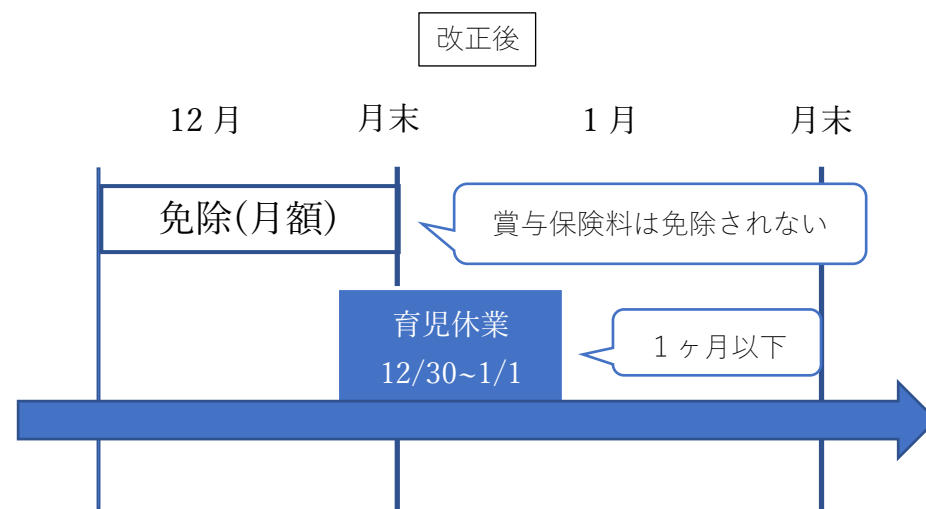 改正後
12月 月末 1月 月末
免除(月額)
賞与保険料は免除されない
育児休業
12/30~1/1
1ヶ月以下